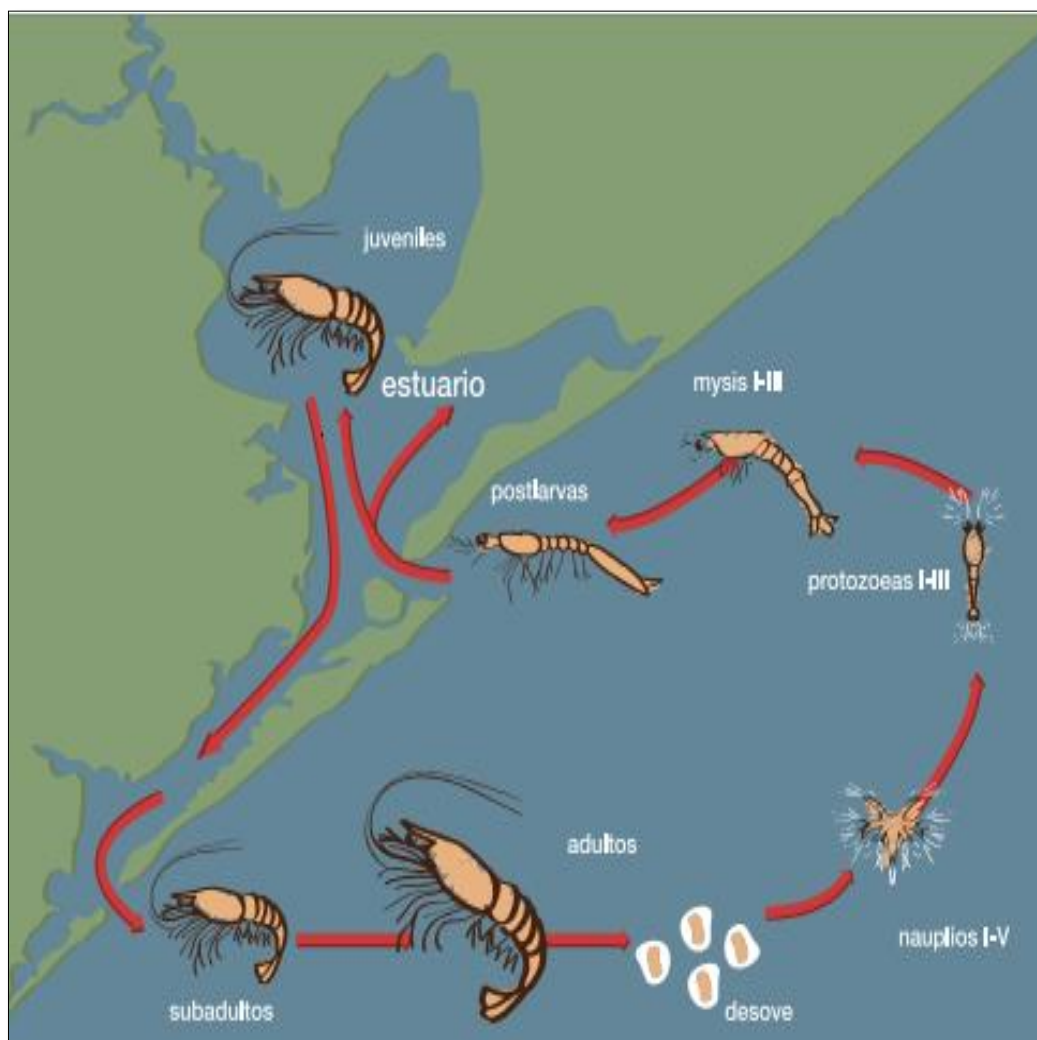 juveniles
estuario
mysis I-III
postlarvas
protozoeas I-III
adultos
nauplios I-V
subadultos
desove